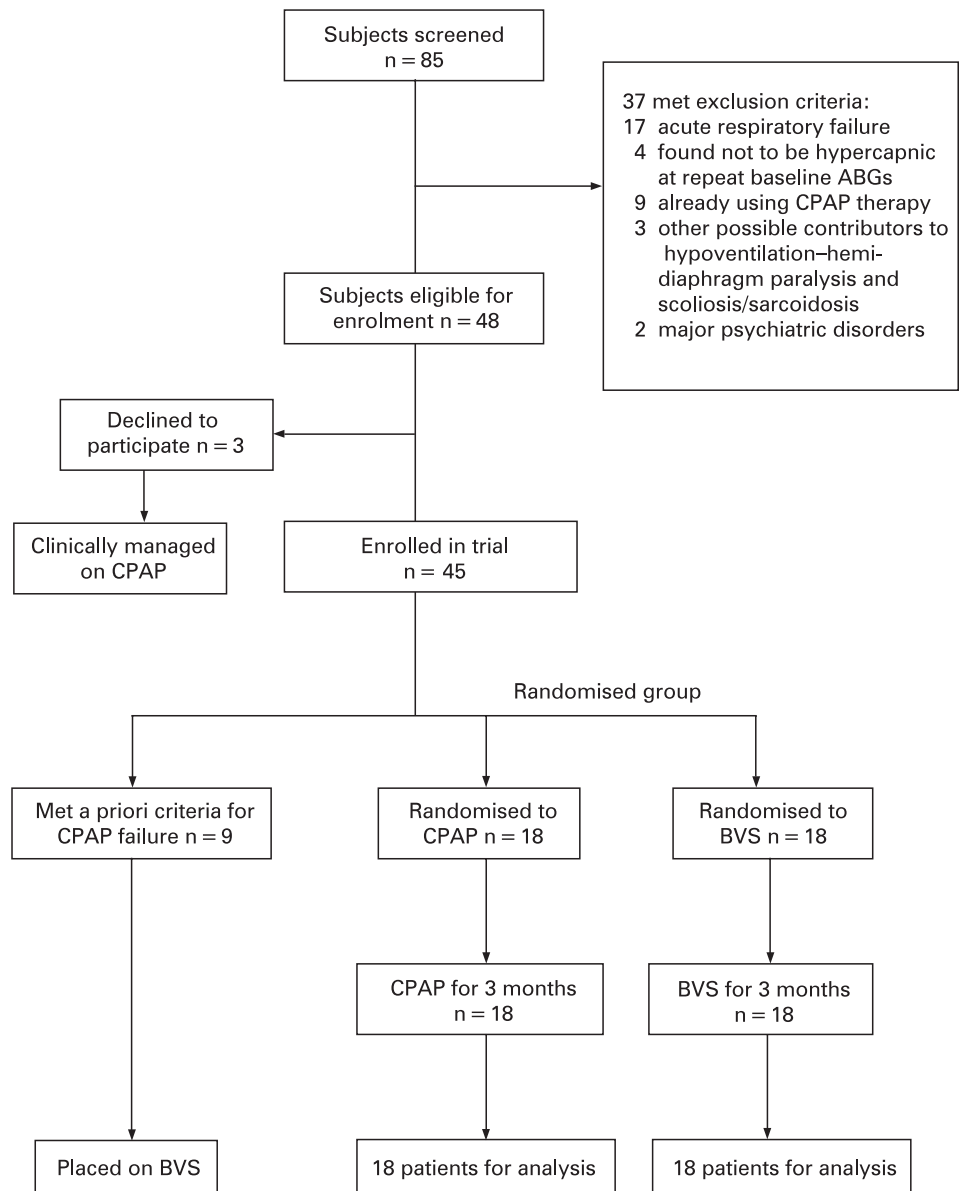 Subjects screened
n = 85
37 met exclusion criteria:
17 acute respiratory failure
4 found not to be hypercapnic
at repeat baseline ABGs
9 already using CPAP therapy
3 other possible contributors to
hypoventilation–hemi-
diaphragm paralysis and
scoliosis/sarcoidosis
2 major psychiatric disorders
Subjects eligible for
enrolment n = 48
Declined to
participate n = 3
Clinically managed
on CPAP
Enrolled in trial
n = 45
Randomised group
Met a priori criteria for
CPAP failure n = 9
Randomised to
CPAP n = 18
Randomised to
BVS n = 18
CPAP for 3 months
n = 18
BVS for 3 months
n = 18
Placed on BVS
18 patients for analysis
18 patients for analysis